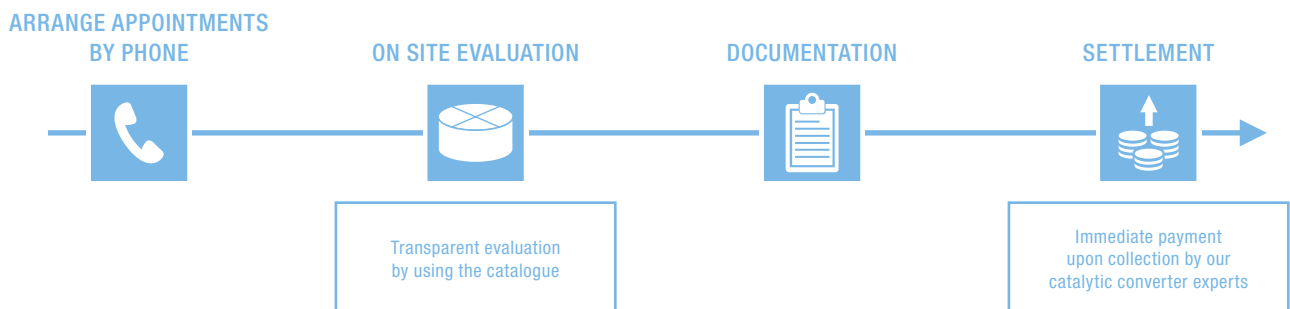 ARRANGE APPOINTMENTS
BY PHONE
ON SITE EVALUATION
DOCUMENTATION
SETTLEMENT
Transparent evaluation
by using the catalogue
Immediate payment
upon collection by our
catalytic converter experts